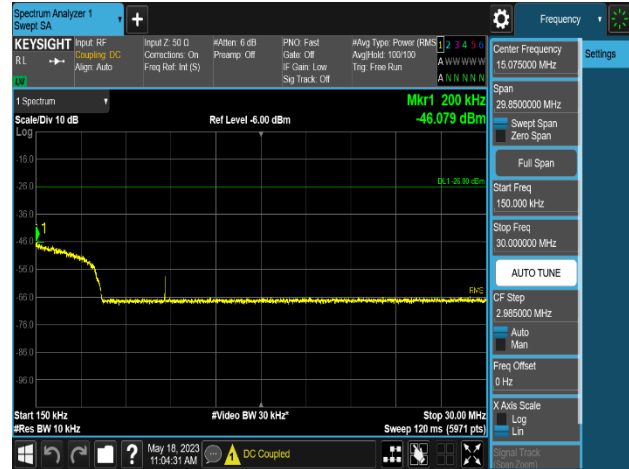 Spectrum Analyzer 1
Swept SA
Frequency
KEYSIGHT
Input: RF
Input Z: 50 Ω
#Atten: 6 dB
PNO: Fast
#Avg Type: Power (RMS
1 2 3 4 5 6
R L
Coupling: DC
Corrections: On
Preamp: Off
Gate: Off
Avg|Hold: 100/100
A W W W W W
Align: Auto
Freq Ref: Int (S)
IF Gain: Low
Trig: Free Run
Sig Track: Off
A N N N N N
LW
1 Spectrum
Mkr1 200 kHz
Scale/Div 10 dB
Ref Level -6.00 dBm
-46.079 dBm
Log
-16.0
DL1 -26.00 dBm
-26.0
-36.0
1
-46.0
-56.0
RMS
-66.0
-76.0
-86.0
-96.0
Start 150 kHz
#Video BW 30 kHz*
Stop 30.00 MHz
#Res BW 10 kHz
Sweep 120 ms (5971 pts)
?
May 18, 2023
11:04:31 AM
DC Coupled
Center Frequency
15.075000 MHz
Settings
Span
29.8500000 MHz
Swept Span
Zero Span
Full Span
Start Freq
150.000 kHz
Stop Freq
30.000000 MHz
AUTO TUNE
CF Step
2.985000 MHz
Auto
Man
Freq Offset
0 Hz
X Axis Scale
Log
Lin
Signal Track
(Span Zoom)